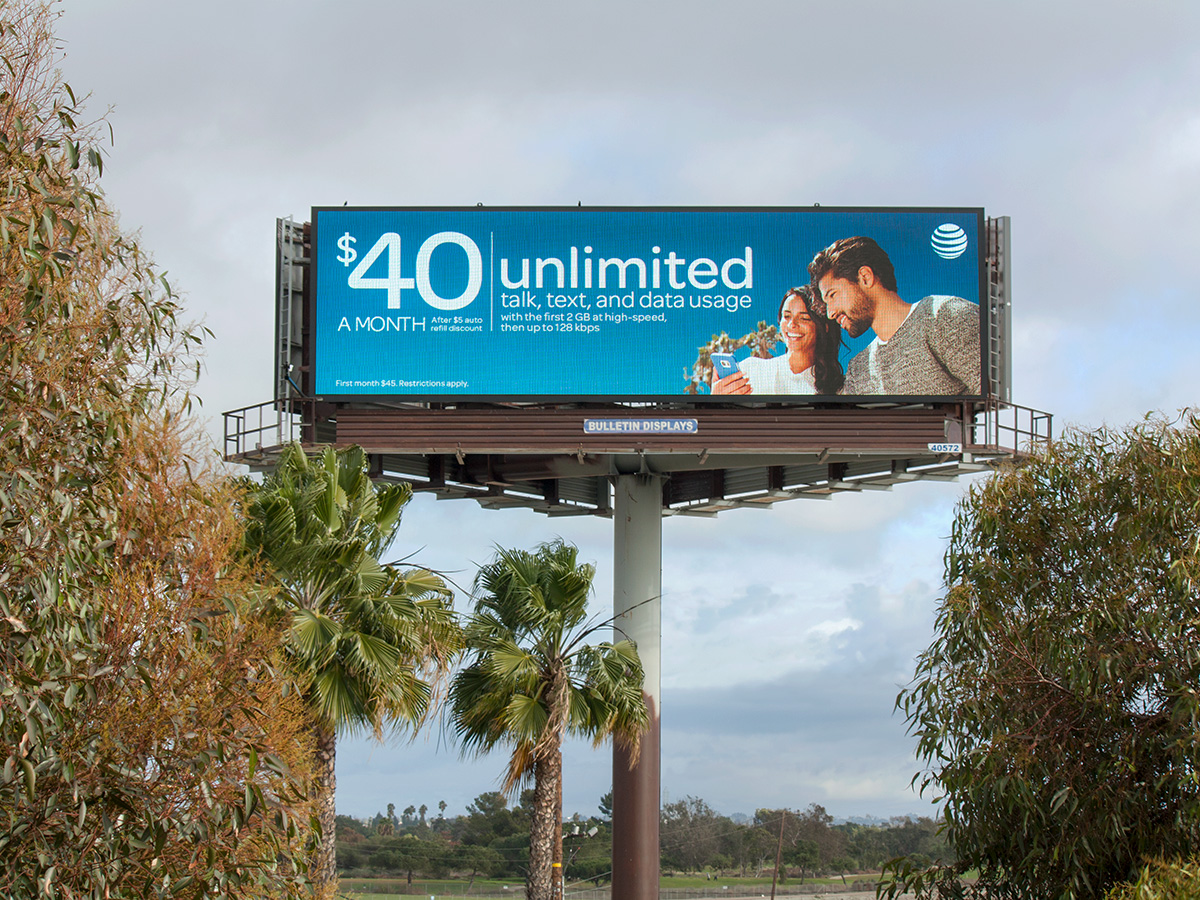 $40
A MONTH After $5 auto
refill discount
unlimited
talk, text, and data usage
with the first 2 GB at high-speed,
then up to 128 kbps
First month $45. Restrictions apply.
BULLETIN DISPLAYS
40572